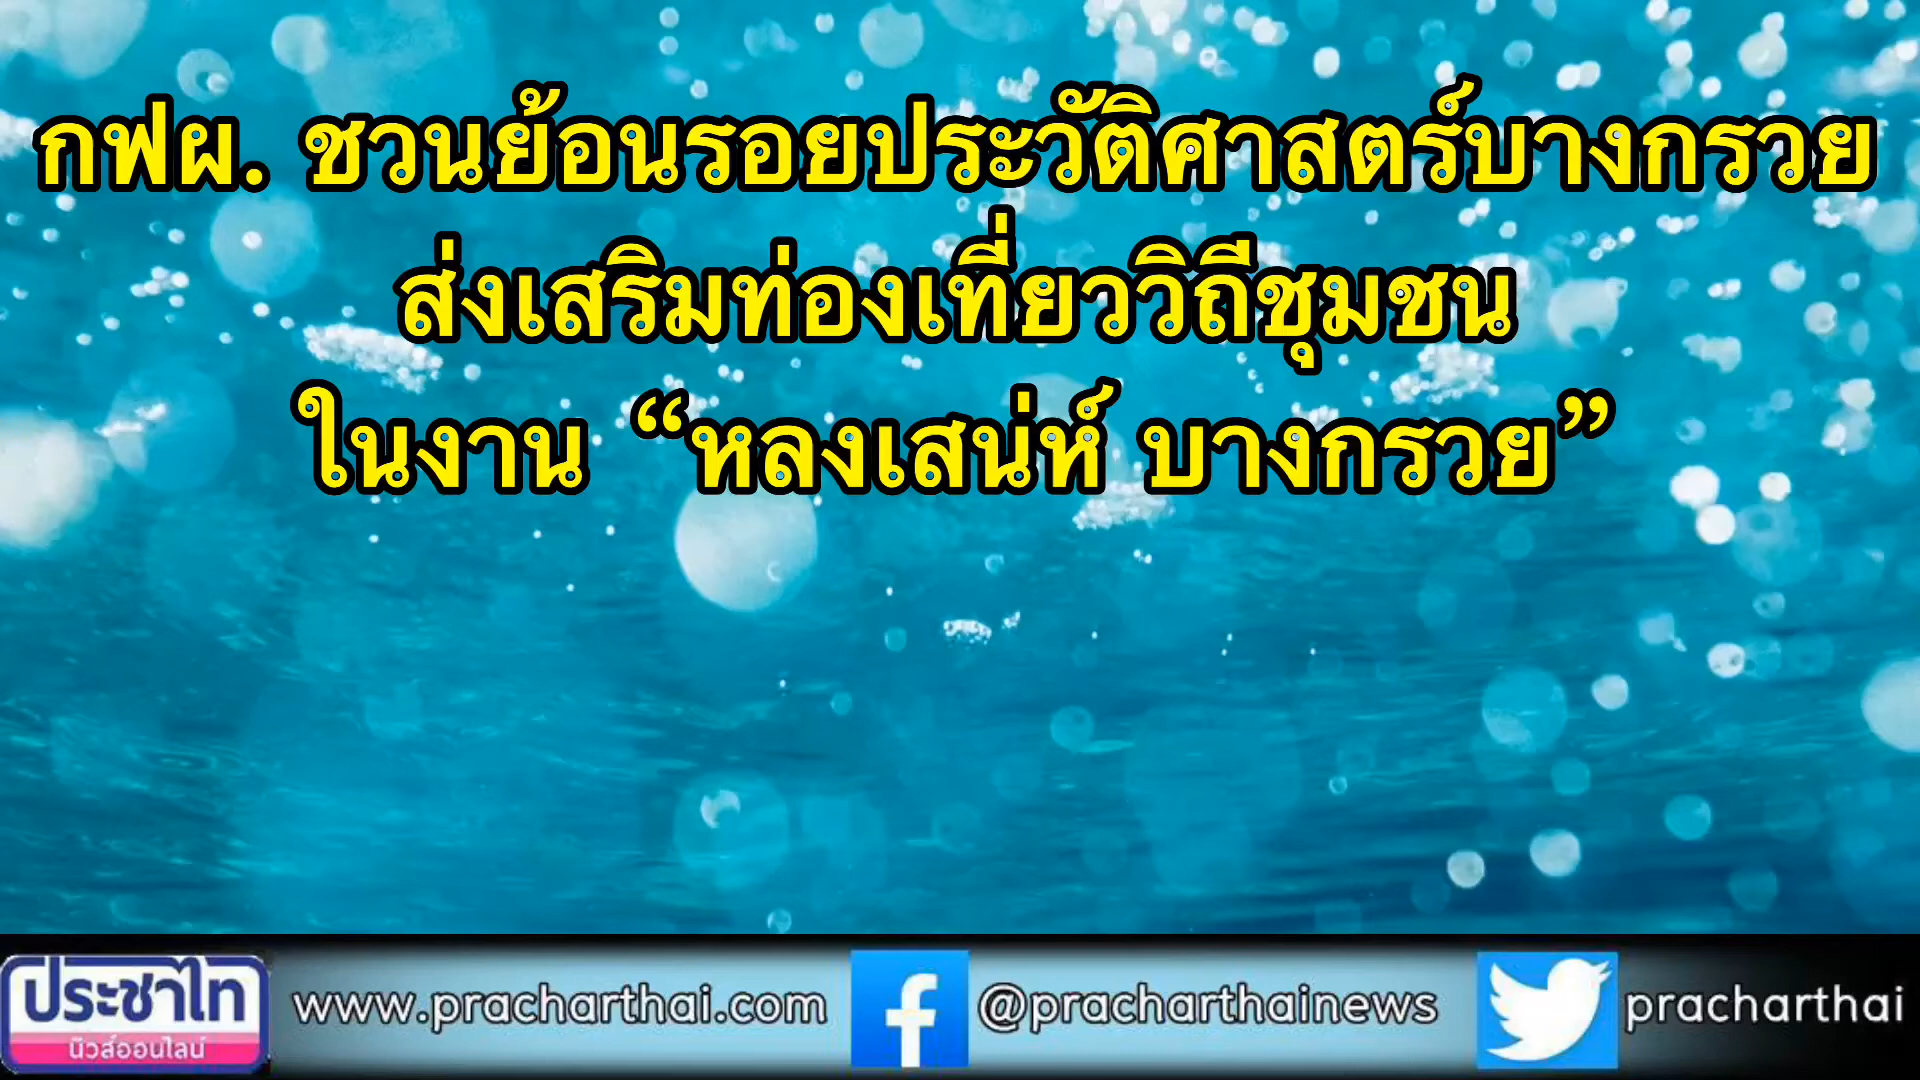 กฟผ. ชวนย้อนรอยประวัติศาสตร์บางกรวย
ส่งเสริมท่องเที่ยววิถีชุมชน
ในงาน “หลงเสน่ห์ บางกรวย”
ประชาไท
นิวส์ออนไลน์
www.pracharthai.com
@pracharthainews
pracharthai